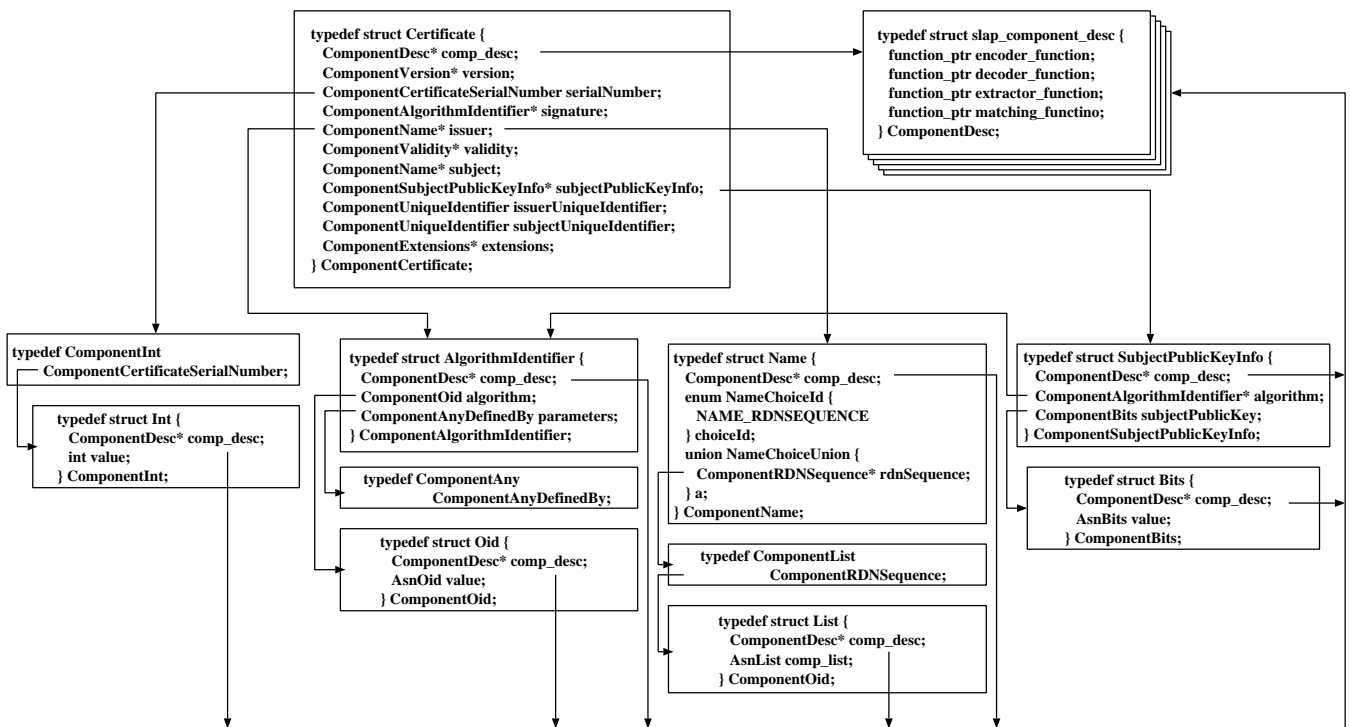 typedef struct Certificate {
ComponentDesc* comp_desc;
ComponentVersion* version;
ComponentCertificateSerialNumber serialNumber;
ComponentAlgorithmIdentifier* signature;
ComponentName* issuer;
ComponentValidity* validity;
ComponentName* subject;
ComponentSubjectPublicKeyInfo* subjectPublicKeyInfo;
ComponentUniqueIdentifier issuerUniqueIdentifier;
ComponentUniqueIdentifier subjectUniqueIdentifier;
ComponentExtensions* extensions;
} ComponentCertificate;
typedef struct slap_component_desc {
function_ptr encoder_function;
function_ptr decoder_function;
function_ptr extractor_function;
function_ptr matching_functino;
} ComponentDesc;
typedef ComponentInt
ComponentCertificateSerialNumber;
typedef struct Int {
ComponentDesc* comp_desc;
int value;
} ComponentInt;
typedef struct AlgorithmIdentifier {
ComponentDesc* comp_desc;
ComponentOid algorithm;
ComponentAnyDefinedBy parameters;
} ComponentAlgorithmIdentifier;
typedef ComponentAny
ComponentAnyDefinedBy;
typedef struct Oid {
ComponentDesc* comp_desc;
AsnOid value;
} ComponentOid;
typedef struct Name {
ComponentDesc* comp_desc;
enum NameChoiceId {
NAME_RDNSEQUENCE
} choiceId;
union NameChoiceUnion {
ComponentRDNSequence* rdnSequence;
} a;
} ComponentName;
typedef ComponentList
ComponentRDNSequence;
typedef struct List {
ComponentDesc* comp_desc;
AsnList comp_list;
} ComponentOid;
typedef struct SubjectPublicKeyInfo {
ComponentDesc* comp_desc;
ComponentAlgorithmIdentifier* algorithm;
ComponentBits subjectPublicKey;
} ComponentSubjectPublicKeyInfo;
typedef struct Bits {
ComponentDesc* comp_desc;
AsnBits value;
} ComponentBits;